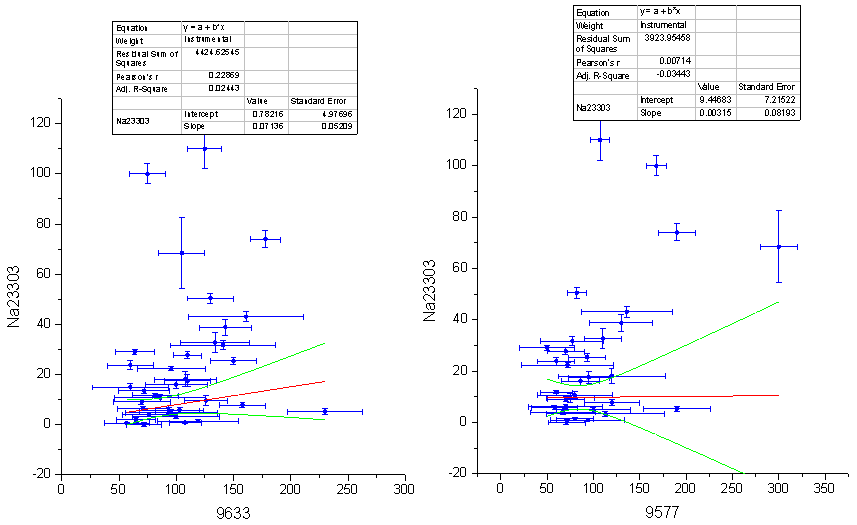 Equation y = a + b*x
Weight Instrumental
Residual Sum of Squares 4424.62545
Pearson's r 0.22869
Adj. R-Square 0.02443
Value Standard Error
Na23303 Intercept 0.78216 4.97696
Slope 0.07136 0.05209
120
100
80
60
40
20
0
-20
Na23303
0 50 100 150 200 250 300
9633
Equation y = a + b*x
Weight Instrumental
Residual Sum of Squares 3923.95458
Pearson's r 0.00714
Adj. R-Square -0.03443
Value Standard Error
Na23303 Intercept 9.44683 7.21522
Slope 0.00315 0.08193
120
100
80
60
40
20
0
-20
Na23303
0 50 100 150 200 250 300 350
9577